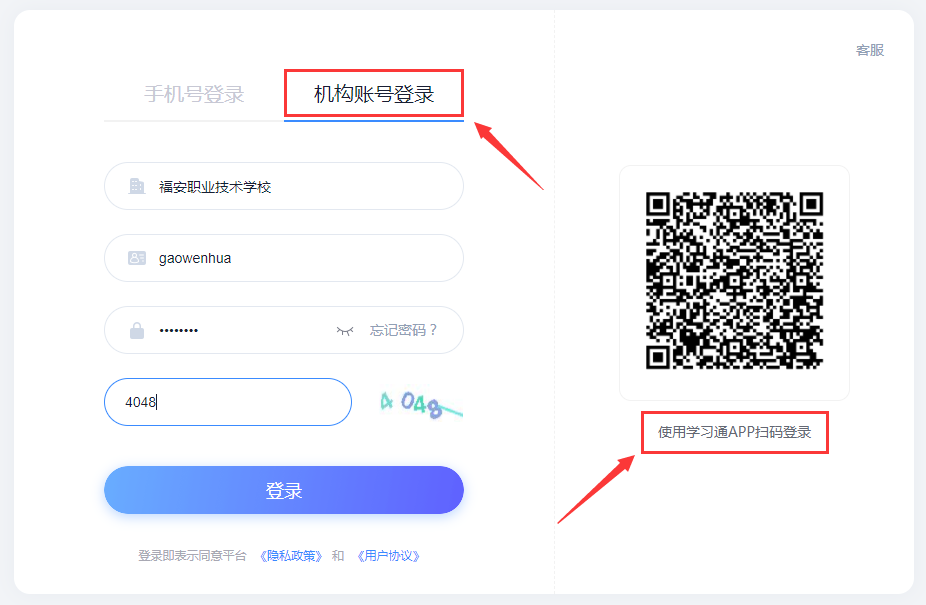 客服
手机号登录
机构账号登录
福安职业技术学校
gaowenhua
•••••••• 忘记密码？
4048 4048
登录
登录即表示同意平台 《隐私政策》 和 《用户协议》
使用学习通APP扫码登录